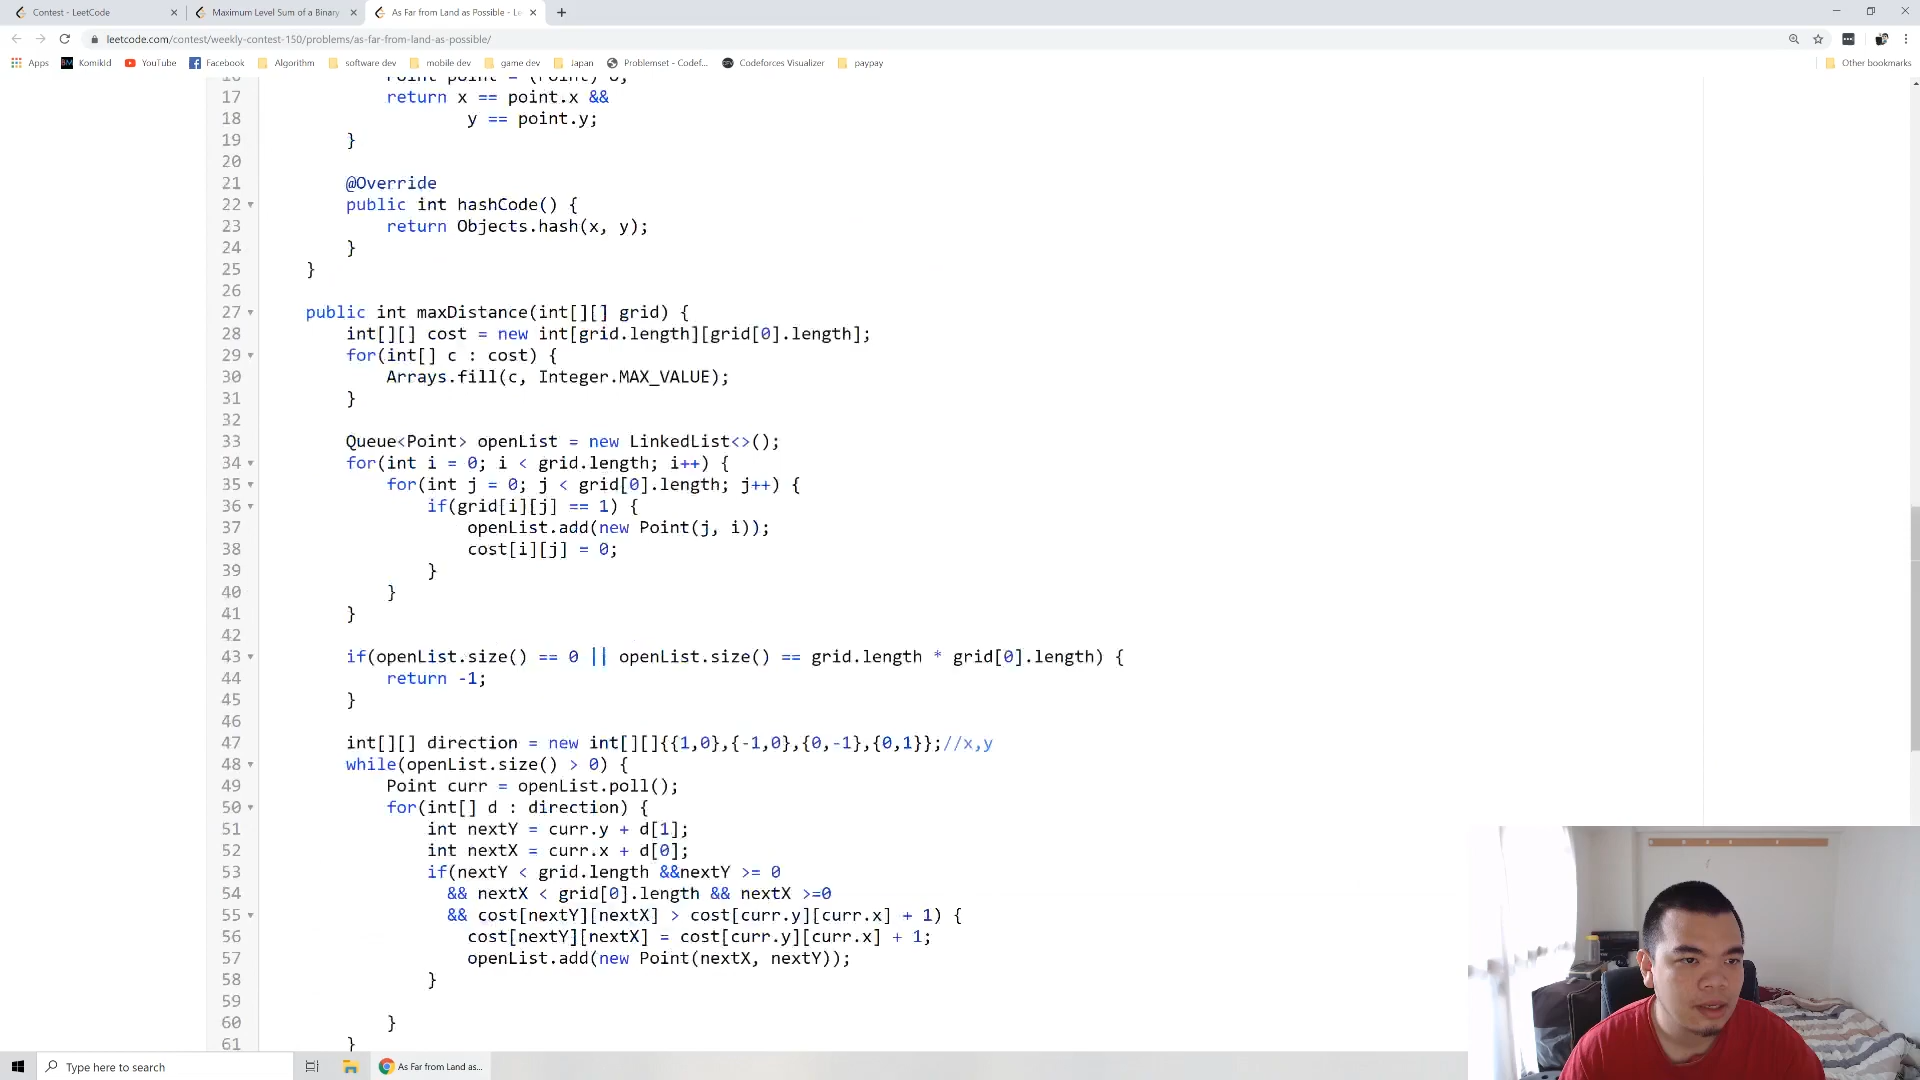 Contest - LeetCode
Maximum Level Sum of a Binary
As Far from Land as Possible - Le
leetcode.com/contest/weekly-contest-150/problems/as-far-from-land-as-possible/
Apps Komikid YouTube Facebook Algorithm software dev mobile dev game dev Japan Problemset - Codef... Codeforces Visualizer paypay Other bookmarks
16 Point point = (Point) o;
17 return x == point.x &&
18 y == point.y;
19 }
20
21 @Override
22 public int hashCode() {
23 return Objects.hash(x, y);
24 }
25 }
26
27 public int maxDistance(int[][] grid) {
28 int[][] cost = new int[grid.length][grid[0].length];
29 for(int[] c : cost) {
30 Arrays.fill(c, Integer.MAX_VALUE);
31 }
32
33 Queue<Point> openList = new LinkedList<>();
34 for(int i = 0; i < grid.length; i++) {
35 for(int j = 0; j < grid[0].length; j++) {
36 if(grid[i][j] == 1) {
37 openList.add(new Point(j, i));
38 cost[i][j] = 0;
39 }
40 }
41 }
42
43 if(openList.size() == 0 || openList.size() == grid.length * grid[0].length) {
44 return -1;
45 }
46
47 int[][] direction = new int[][]{{1,0},{-1,0},{0,-1},{0,1}};//x,y
48 while(openList.size() > 0) {
49 Point curr = openList.poll();
50 for(int[] d : direction) {
51 int nextY = curr.y + d[1];
52 int nextX = curr.x + d[0];
53 if(nextY < grid.length &&nextY >= 0
54 && nextX < grid[0].length && nextX >=0
55 && cost[nextY][nextX] > cost[curr.y][curr.x] + 1) {
56 cost[nextY][nextX] = cost[curr.y][curr.x] + 1;
57 openList.add(new Point(nextX, nextY));
58 }
59
60 }
61 }
Type here to search
As Far from Land as...